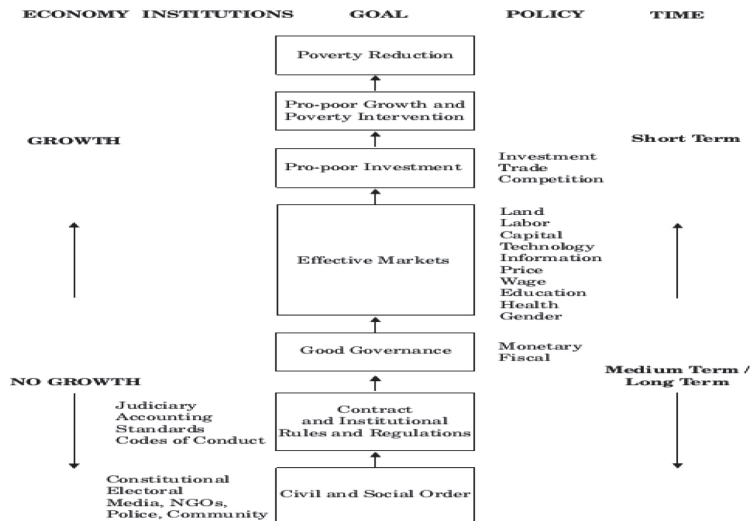 ECONOMY INSTITUTIONS GOAL POLICY TIME
Poverty Reduction
Pro-poor Growth and
Poverty Intervention
GROWTH
Short Term
Pro-poor Investment
Investment
Trade
Competition
Effective Markets
Land
Labor
Capital
Technology
Information
Price
Wage
Education
Health
Gender
Good Governance
Monetary
Fiscal
NO GROWTH
Medium Term /
Long Term
Judiciary
Accounting
Standards
Codes of Conduct
Contract
and Institutional
Rules and Regulations
Constitutional
Electoral
Media, NGOs,
Police, Community
Civil and Social Order